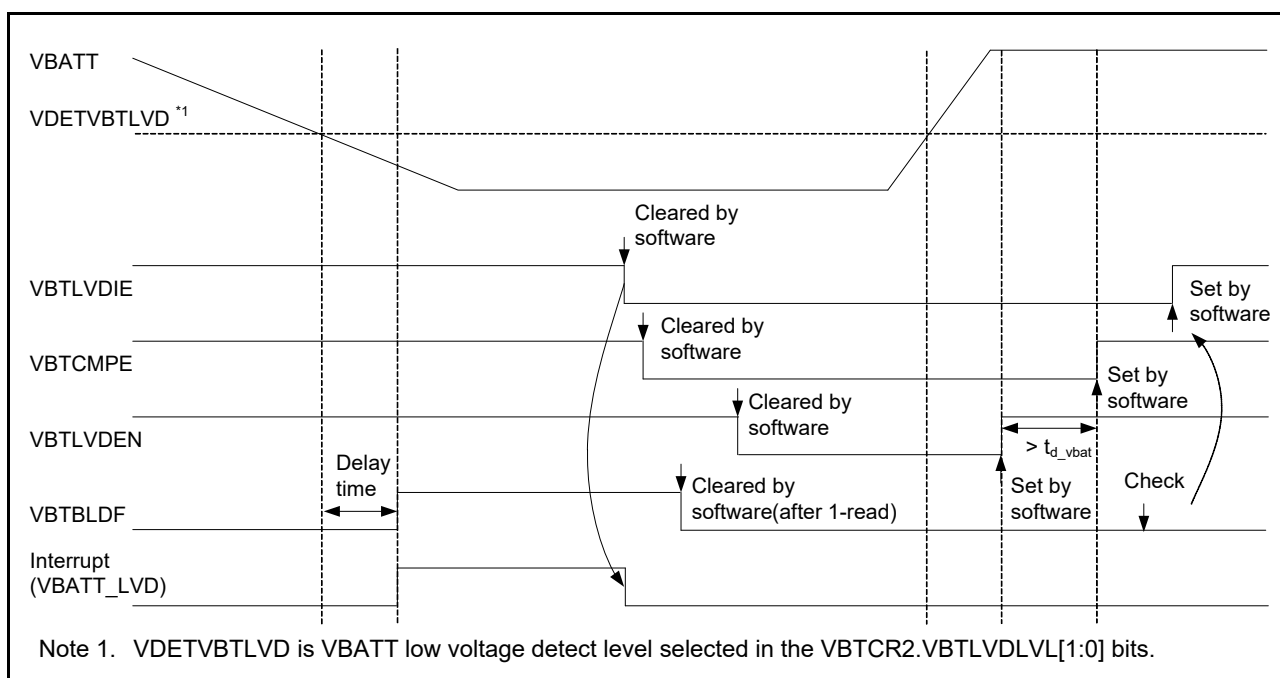 VBATT
VDETVBTLVD *1
Cleared by
software
VBTLVDIE
Set by
software
Cleared by
software
VBTCMPE
Set by
software
Cleared by
software
VBTLVDEN
> td_vbat
Delay
time
Cleared by
software(after 1-read)
Set by
software
Check
VBTBLDF
Interrupt
(VBATT_LVD)
Note 1. VDETVBTLVD is VBATT low voltage detect level selected in the VBTCR2.VBTLVDLVL[1:0] bits.